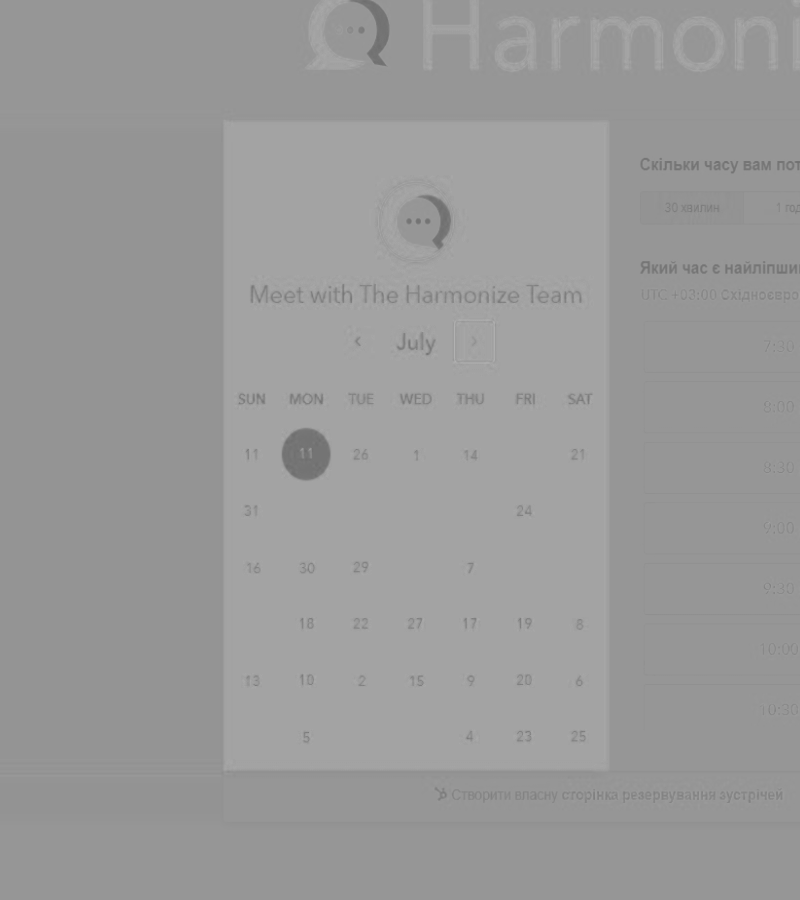 Harmoni
Meet with The Harmonize Team
July
SUN MON TUE WED THU FRI SAT
11 11 26 1 14 21
31 24
16 30 29 7
18 22 27 17 19 8
13 10 2 15 9 20 6
5 4 23 25
Скільки часу вам пот
30 хвилин 1 год
Який час є найліпши
UTC +03:00 Східноєвро
7:30
8:00
8:30
9:00
9:30
10:00
10:30
Створити власну сторінка резервування зустрічей